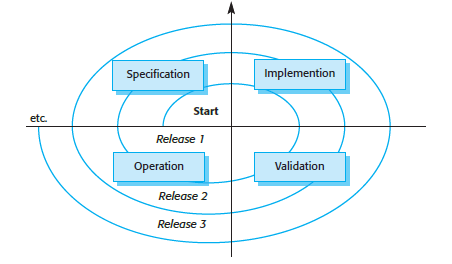 Specification
Implemention
Start
etc.
Release 1
Operation
Validation
Release 2
Release 3